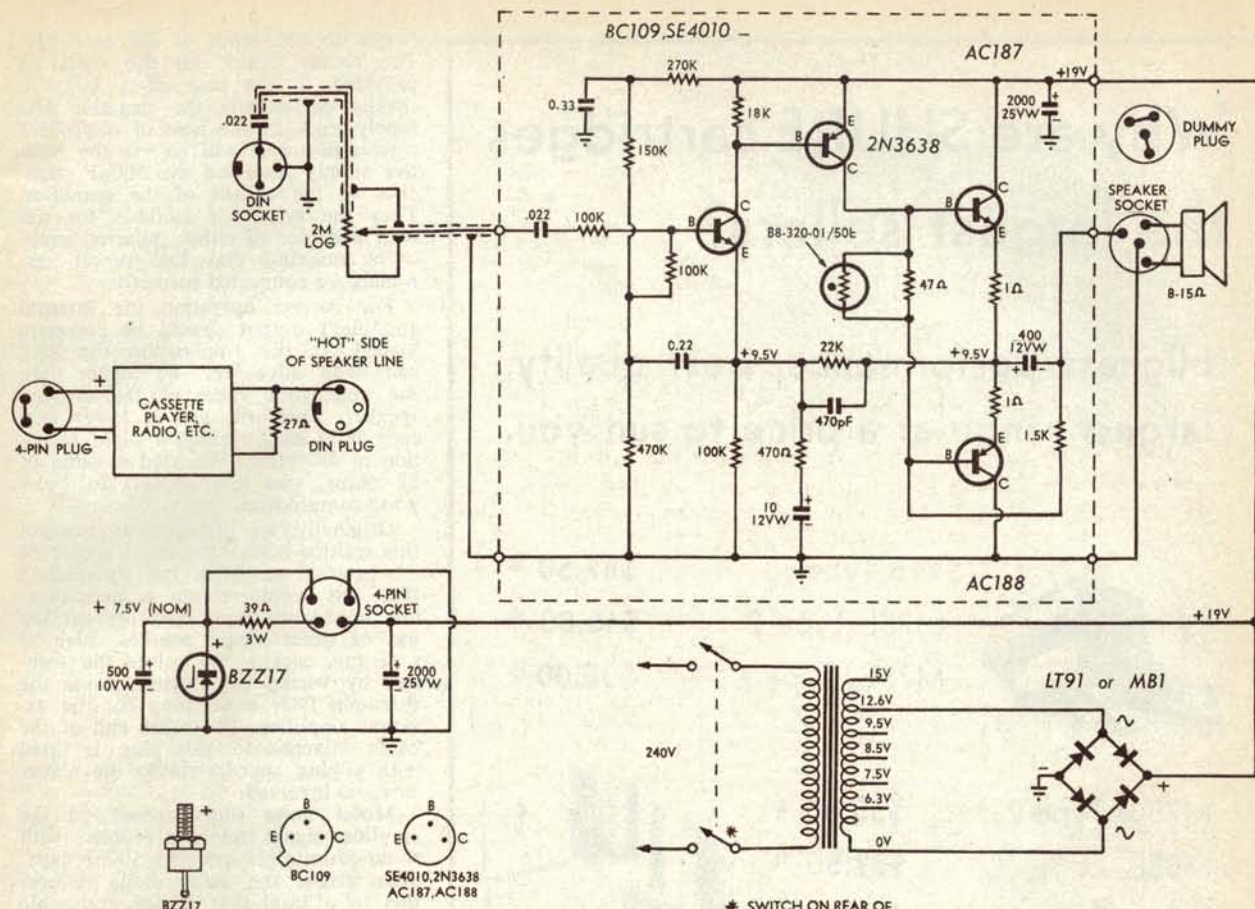 BC109,SE4010
AC187
270K
+19V
0.33
18K
2000
25VW
.022
B
E
C
2N3638
DUMMY
PLUG
DIN
SOCKET
150K
SPEAKER
SOCKET
2M
LOG
.022
100K
B
C
E
B
C
E
B8-320-01/50E
100K
47Ω
1Ω
8-15Ω
"HOT" SIDE
OF SPEAKER LINE
0.22
+9.5V
22K
+9.5V
400
12VW
+
-
CASSETTE
PLAYER,
RADIO, ETC.
+
-
27Ω
4-PIN PLUG
DIN PLUG
470pF
1Ω
470K
100K
470Ω
1.5K
B
E
C
10
12VW
AC188
+ 7.5V (NOM)
39Ω
3W
4-PIN
SOCKET
+19V
500
10VW
+
BZZ17
2000
25VW
LT91 or MB1
240V
15V
12.6V
9.5V
8.5V
7.5V
6.3V
0V
~
-
+
~
+
B
E
C
BC109
B
E
C
SE4010,2N3638
AC187,AC188
BZZ17
*
* SWITCH ON REAR OF